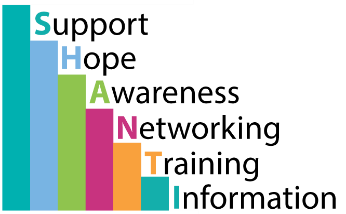 Support
Hope
Awareness
Networking
Training
Information